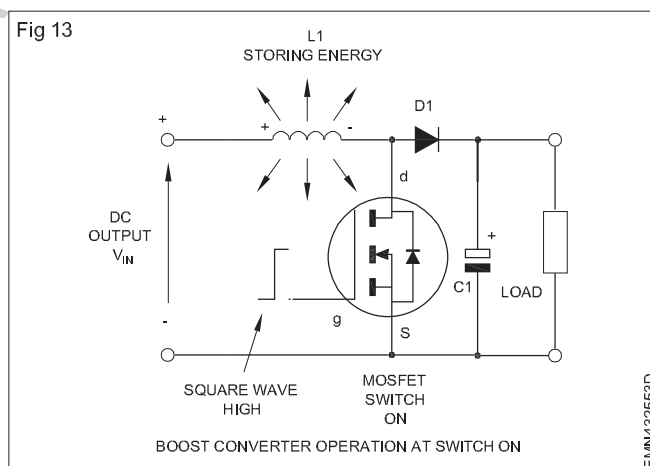 Fig 13
L1
STORING ENERGY
D1
+
+
-
d
DC
OUTPUT
VIN
+
C1
LOAD
g
S
-
SQUARE WAVE
HIGH
MOSFET
SWITCH
ON
BOOST CONVERTER OPERATION AT SWITCH ON